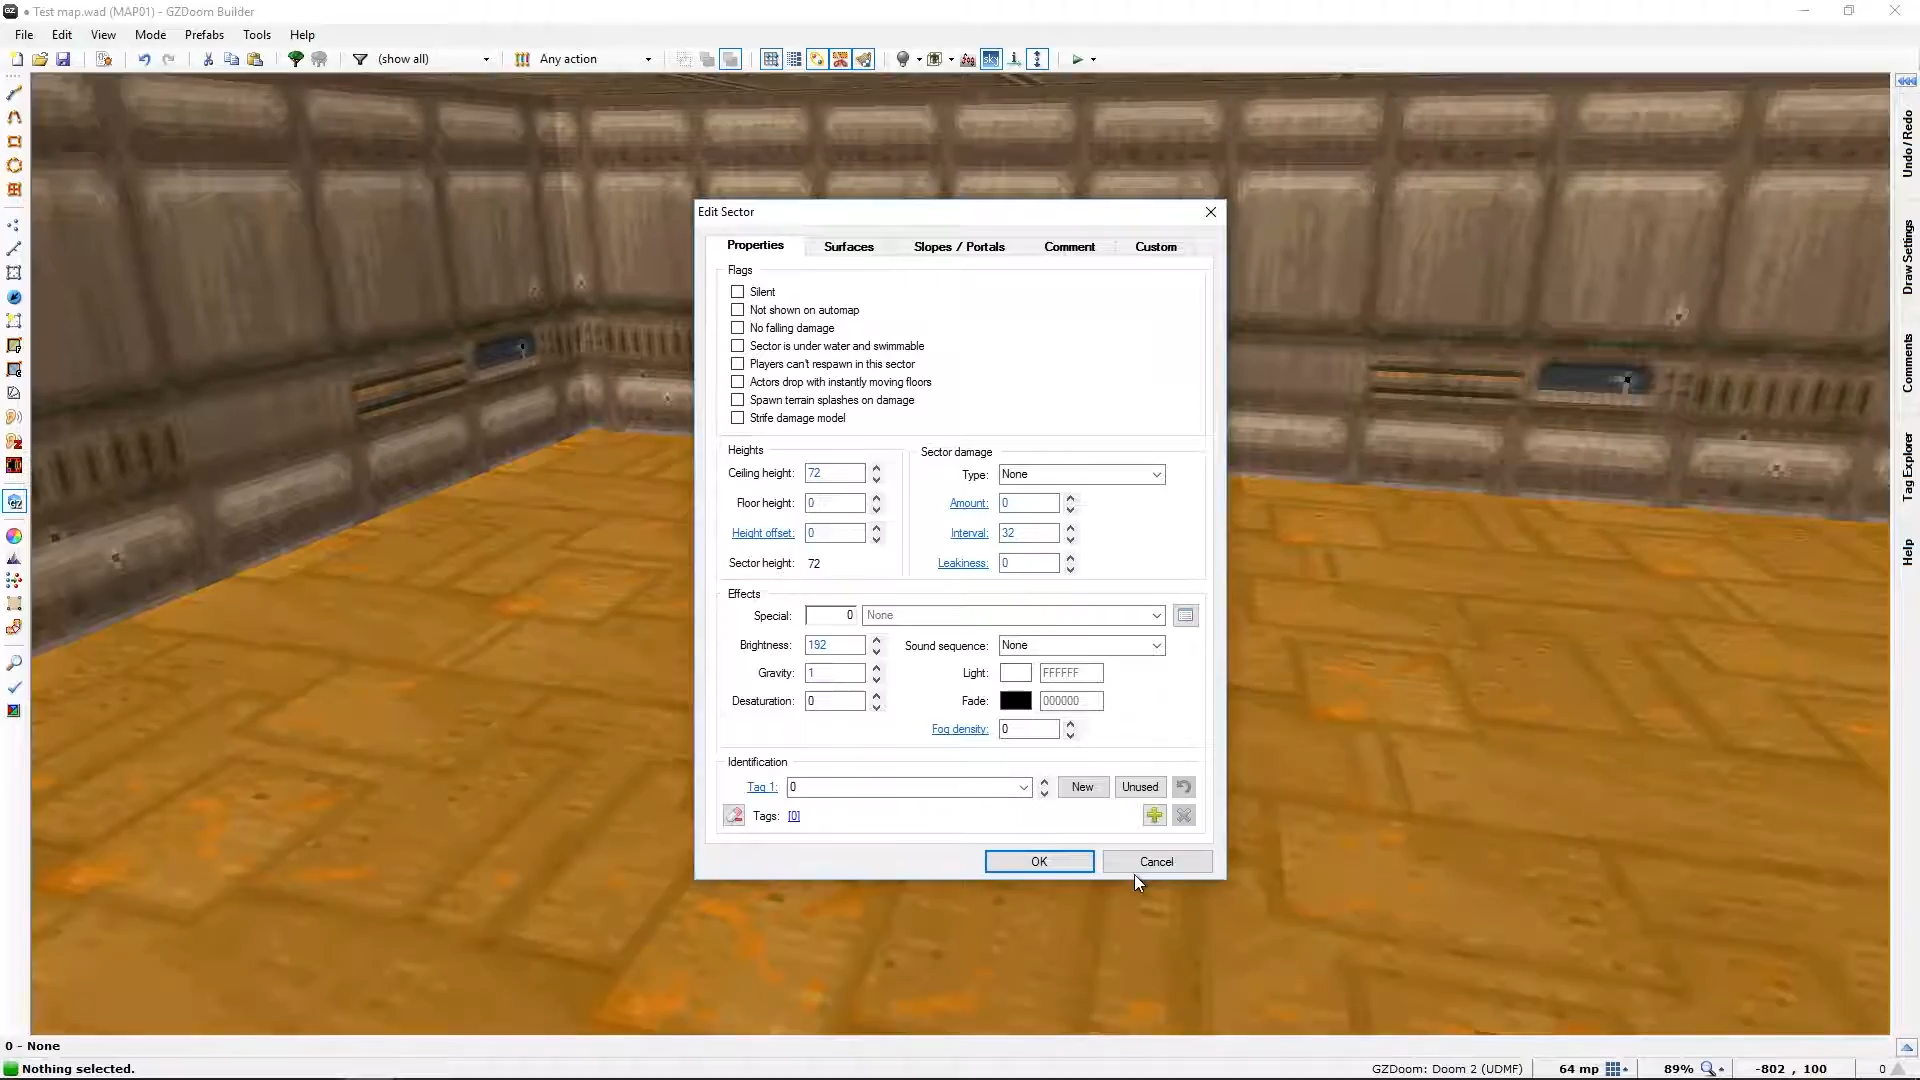 GZ • Test map.wad (MAP01) - GZDoom Builder
File Edit View Mode Prefabs Tools Help
(show all) Any action fog sky
Undo / Redo
Draw Settings
Comments
Tag Explorer
Help
Edit Sector
Properties Surfaces Slopes / Portals Comment Custom
Flags
Silent
Not shown on automap
No falling damage
Sector is under water and swimmable
Players can't respawn in this sector
Actors drop with instantly moving floors
Spawn terrain splashes on damage
Strife damage model
Heights Sector damage
Ceiling height: 72 Type: None
Floor height: 0 Amount: 0
Height offset: 0 Interval: 32
Sector height: 72 Leakiness: 0
Effects
Special: 0 None
Brightness: 192 Sound sequence: None
Gravity: 1 Light: FFFFFF
Desaturation: 0 Fade: 000000
Fog density: 0
Identification
Tag 1: 0 New Unused
Tags: [0]
OK Cancel
0 - None
Nothing selected. GZDoom: Doom 2 (UDMF) 64 mp 89% -802 , 100 0